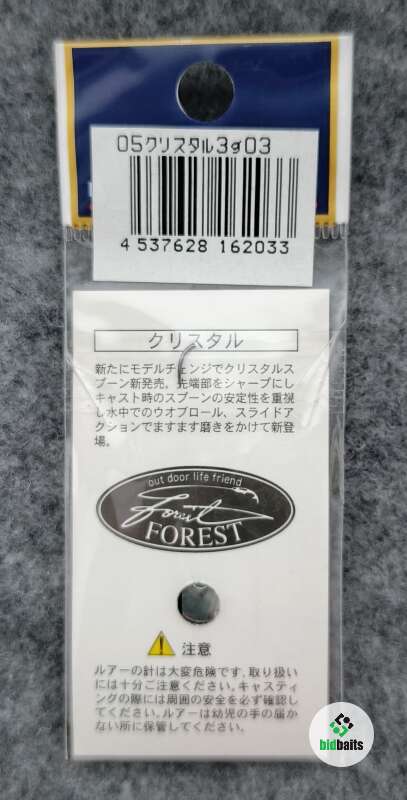 05クリスタル3g03
4 537628 162033
クリスタル
新たにモデルチェンジでクリスタルス
プーン新発売。先端部をシャープにし
キャスト時のスプーンの安定性を重視
し水中でのウオブロール、スライドア
クションでますます磨きをかけて新登
場。
out door life friend
Forest
FOREST
注意
ルアーの針は大変危険です,取り扱い
には十分ご注意ください。キャスティ
ングの際には周囲の安全を必ず確認し
てください。ルアーは幼児の手の届か
ない所に保管してください。
bidbaits